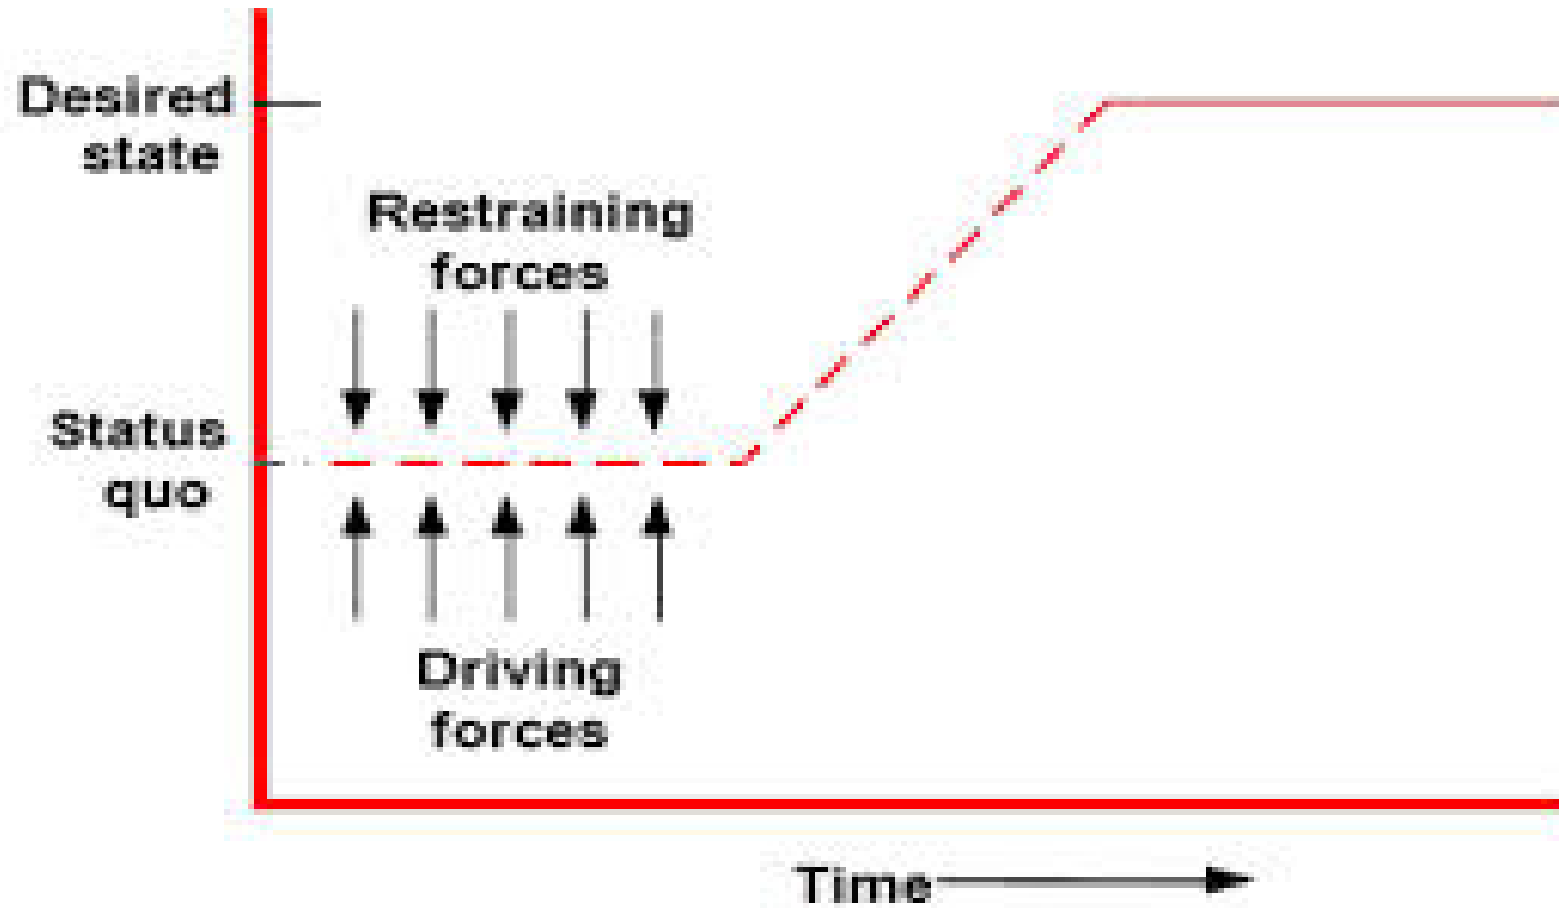 Desired
state
Restraining
forces
Status
quo
Driving
forces
Time